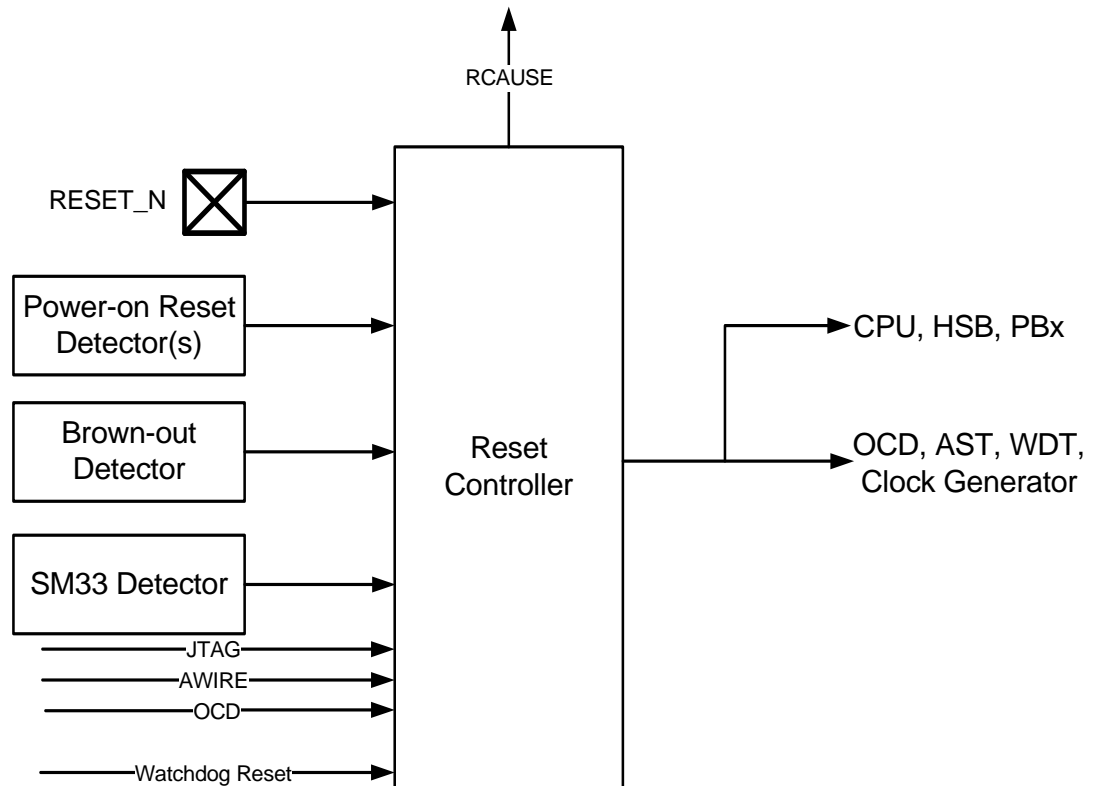 RCAUSE
RESET_N
Power-on Reset
Detector(s)
Brown-out
Detector
SM33 Detector
JTAG
AWIRE
OCD
Watchdog Reset
Reset
Controller
CPU, HSB, PBx
OCD, AST, WDT,
Clock Generator